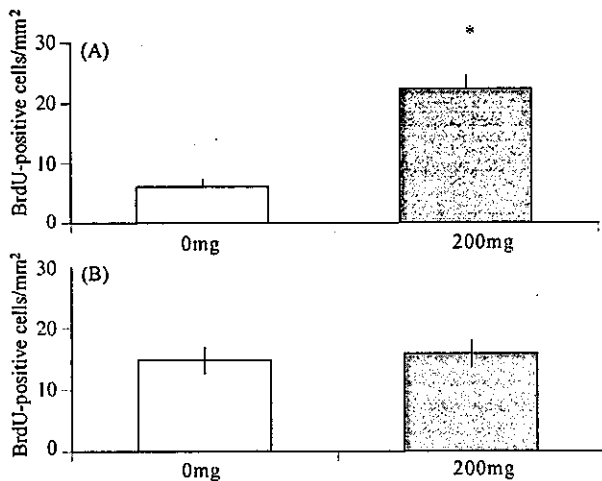 (A)
*
BrdU-positive cells/mm²
30
20
10
0
0mg
200mg
(B)
BrdU-positive cells/mm²
30
20
10
0
0mg
200mg